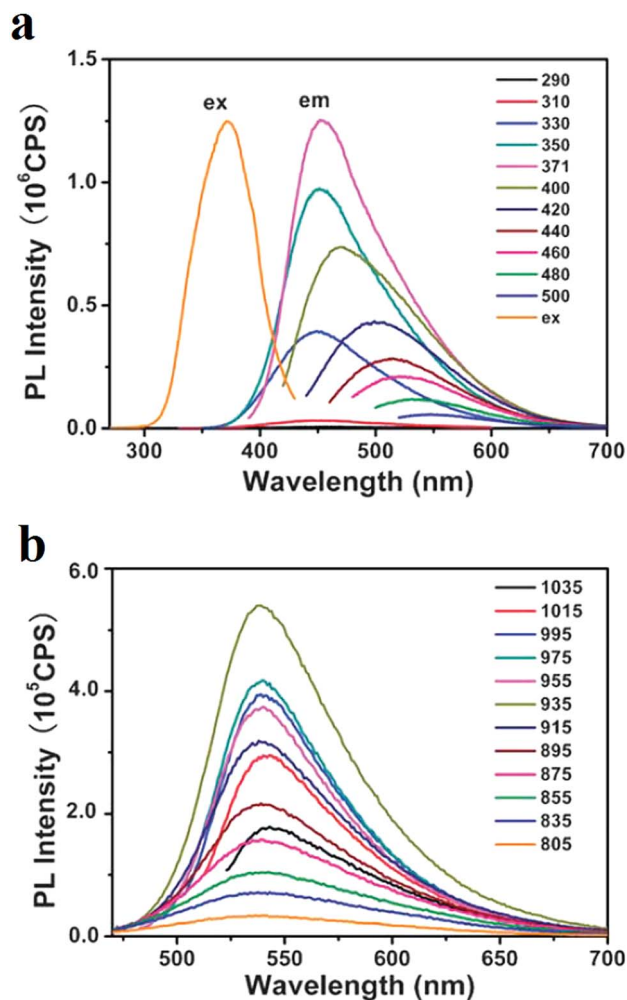 a
1.5
1.0
0.5
0.0
PL Intensity (10⁶CPS)
ex
em
290
310
330
350
371
400
420
440
460
480
500
ex
300 400 500 600 700
Wavelength (nm)
b
6.0
4.0
2.0
0.0
PL Intensity (10⁵CPS)
1035
1015
995
975
955
935
915
895
875
855
835
805
500 550 600 650 700
Wavelength (nm)